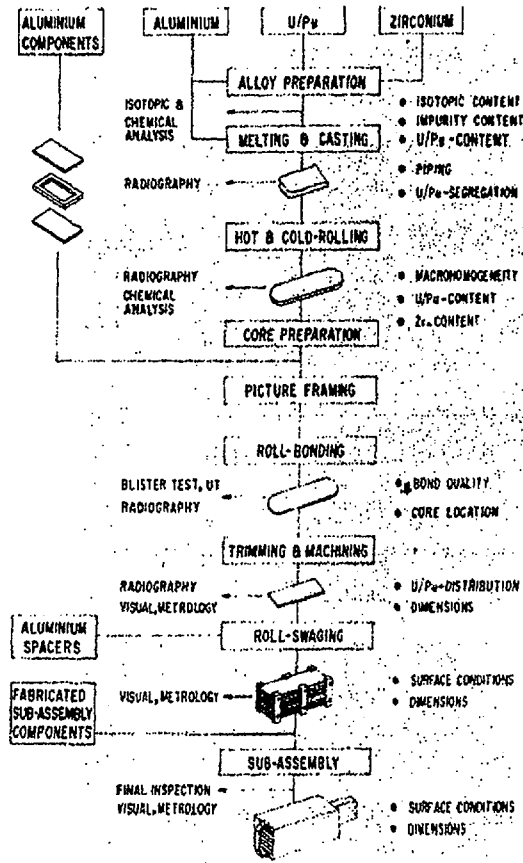 ALUMINIUM
COMPONENTS
ALUMINIUM
U/Pu
ZIRCONIUM
ALLOY PREPARATION
ISOTOPIC &
CHEMICAL
ANALYSIS
• ISOTOPIC CONTENT
• IMPURITY CONTENT
• U/Pu-CONTENT
MELTING & CASTING
RADIOGRAPHY
• PIPING
• U/Pu-SEGREGATION
HOT & COLD-ROLLING
RADIOGRAPHY
CHEMICAL
ANALYSIS
• MACROHOMOGENEITY
• U/Pu-CONTENT
• Zr-CONTENT
CORE PREPARATION
PICTURE FRAMING
ROLL-BONDING
BLISTER TEST, UT
RADIOGRAPHY
• BOND QUALITY
• CORE LOCATION
TRIMMING & MACHINING
RADIOGRAPHY
VISUAL, METROLOGY
• U/Pu-DISTRIBUTION
• DIMENSIONS
ALUMINIUM
SPACERS
ROLL-SWAGING
FABRICATED
SUB-ASSEMBLY
COMPONENTS
VISUAL, METROLOGY
• SURFACE CONDITIONS
• DIMENSIONS
SUB-ASSEMBLY
FINAL INSPECTION
VISUAL, METROLOGY
• SURFACE CONDITIONS
• DIMENSIONS